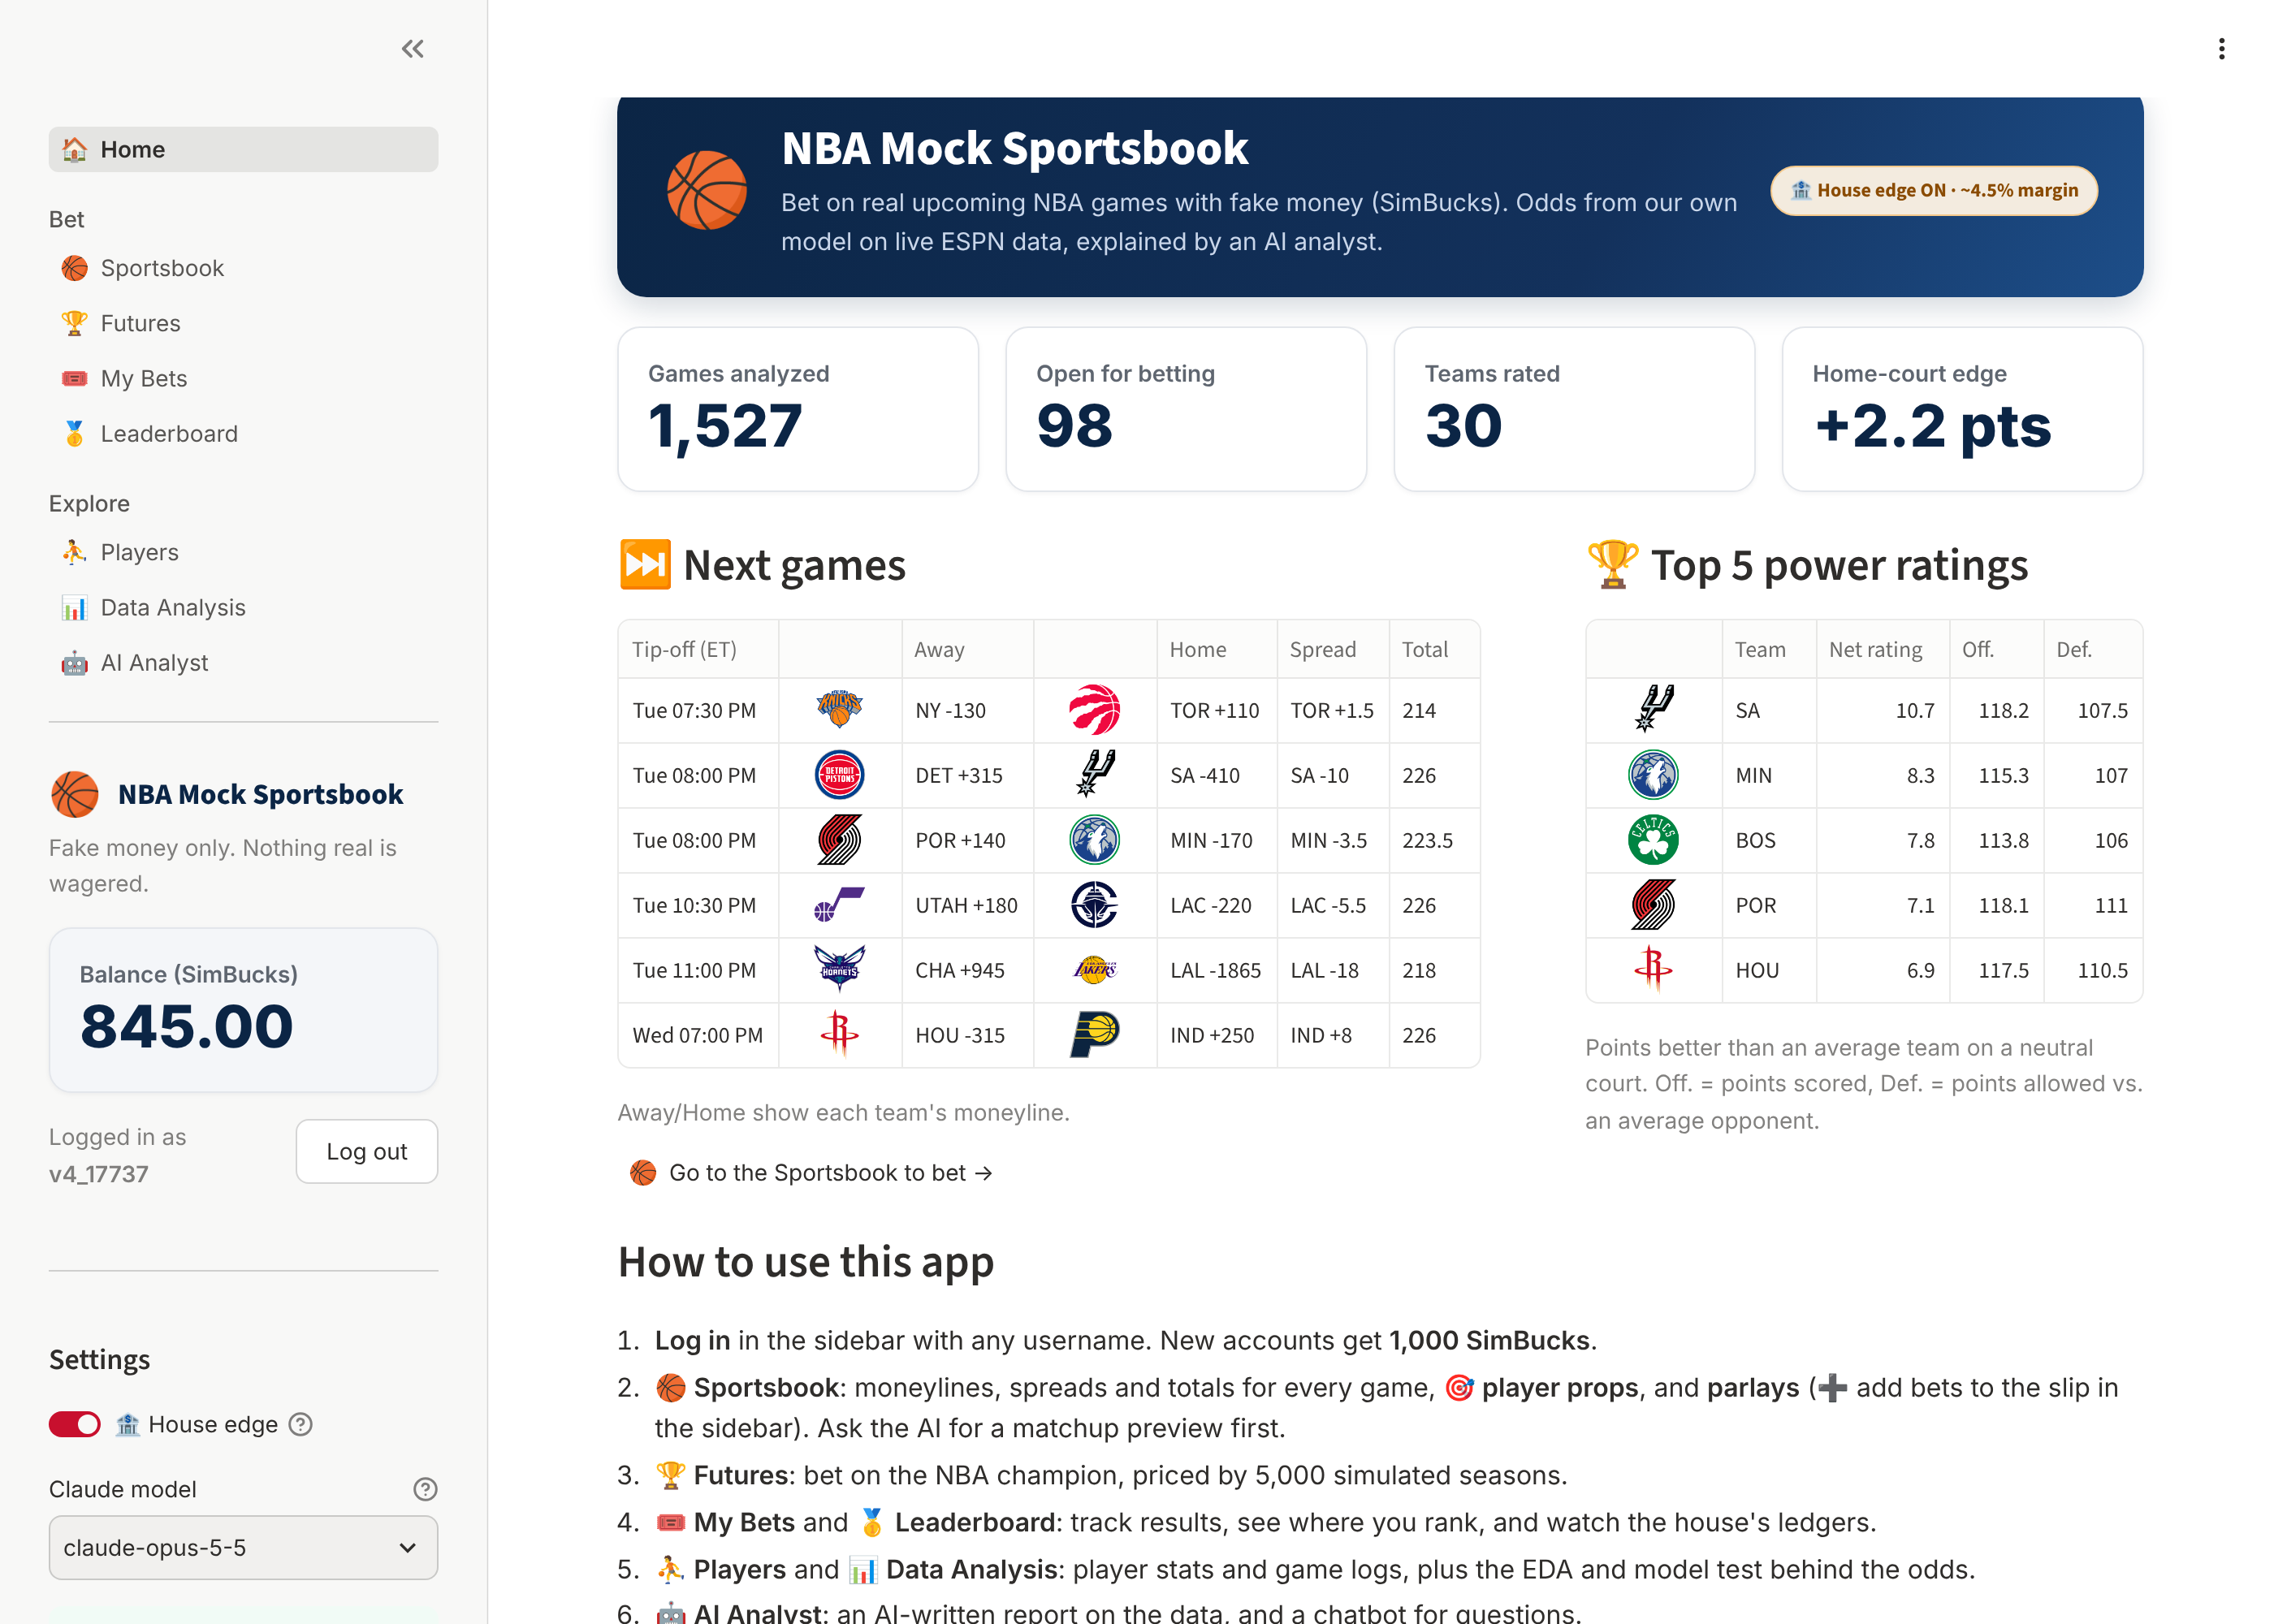 Home
Bet
Sportsbook
Futures
My Bets
Leaderboard
Explore
Players
Data Analysis
AI Analyst
NBA Mock Sportsbook
Fake money only. Nothing real is
wagered.
Balance (SimBucks)
845.00
Logged in as
v4_17737
Log out
Settings
House edge
Claude model
claude-opus-5-5
NBA Mock Sportsbook
Bet on real upcoming NBA games with fake money (SimBucks). Odds from our own
model on live ESPN data, explained by an AI analyst.
House edge ON · ~4.5% margin
Games analyzed
1,527
Open for betting
98
Teams rated
30
Home-court edge
+2.2 pts
Next games
Tip-off (ET) Away Home Spread Total
Tue 07:30 PM NY -130 TOR +110 TOR +1.5 214
Tue 08:00 PM DETROIT PISTONS DET +315 SA -410 SA -10 226
Tue 08:00 PM POR +140 MIN -170 MIN -3.5 223.5
Tue 10:30 PM UTAH +180 LAC -220 LAC -5.5 226
Tue 11:00 PM HORNETS CHA +945 LAKERS LAL -1865 LAL -18 218
Wed 07:00 PM HOU -315 IND +250 IND +8 226
Away/Home show each team's moneyline.
Go to the Sportsbook to bet →
Top 5 power ratings
Team Net rating Off. Def.
SA 10.7 118.2 107.5
MIN 8.3 115.3 107
CELTICS BOS 7.8 113.8 106
POR 7.1 118.1 111
HOU 6.9 117.5 110.5
Points better than an average team on a neutral
court. Off. = points scored, Def. = points allowed vs.
an average opponent.
How to use this app
1. Log in in the sidebar with any username. New accounts get 1,000 SimBucks.
2. Sportsbook: moneylines, spreads and totals for every game, player props, and parlays (➕ add bets to the slip in
the sidebar). Ask the AI for a matchup preview first.
3. Futures: bet on the NBA champion, priced by 5,000 simulated seasons.
4. My Bets and Leaderboard: track results, see where you rank, and watch the house's ledgers.
5. Players and Data Analysis: player stats and game logs, plus the EDA and model test behind the odds.
6. AI Analyst: an AI-written report on the data, and a chatbot for questions.